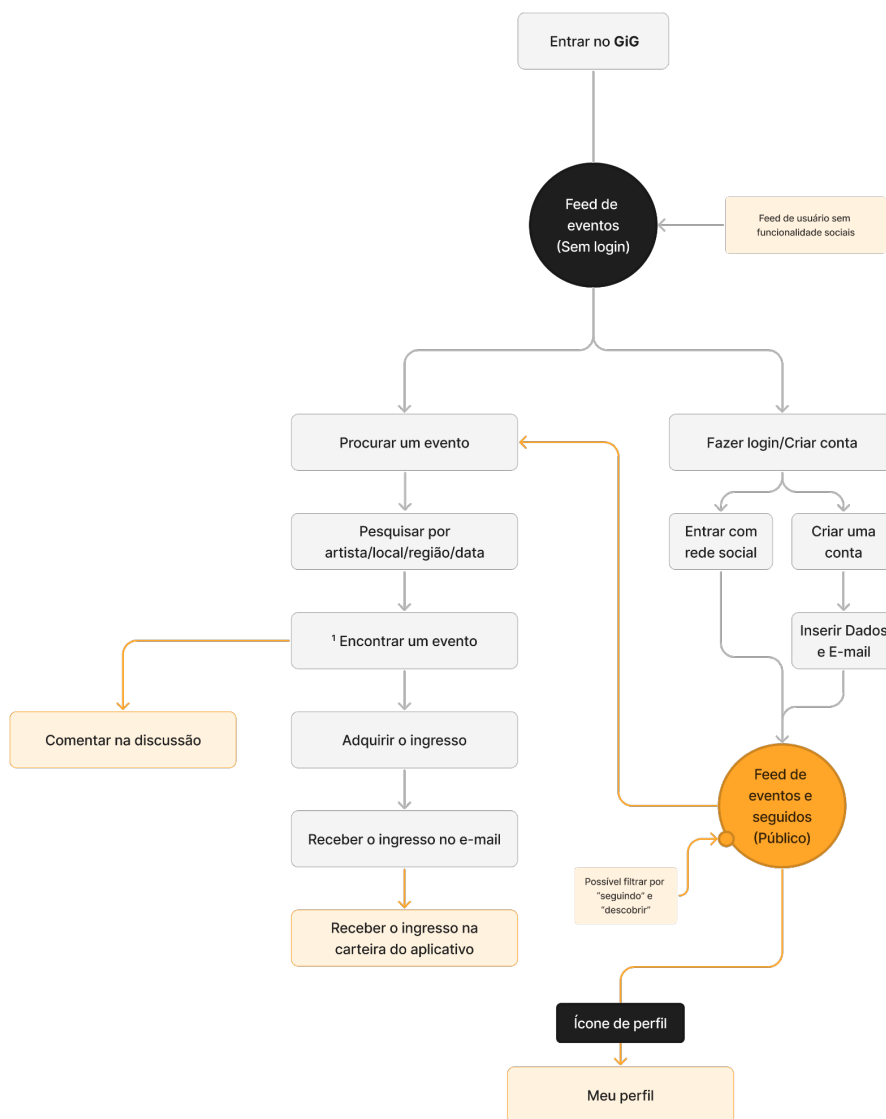 Entrar no GiG
Feed de
eventos
(Sem login)
Feed de usuário sem
funcionalidade sociais
Procurar um evento
Fazer login/Criar conta
Pesquisar por
artista/local/região/data
Entrar com
rede social
Criar uma
conta
¹ Encontrar um evento
Inserir Dados
e E-mail
Comentar na discussão
Adquirir o ingresso
Feed de
eventos e
seguidos
(Público)
Receber o ingresso no e-mail
Possível filtrar por
“seguindo” e
“descobrir”
Receber o ingresso na
carteira do aplicativo
Ícone de perfil
Meu perfil